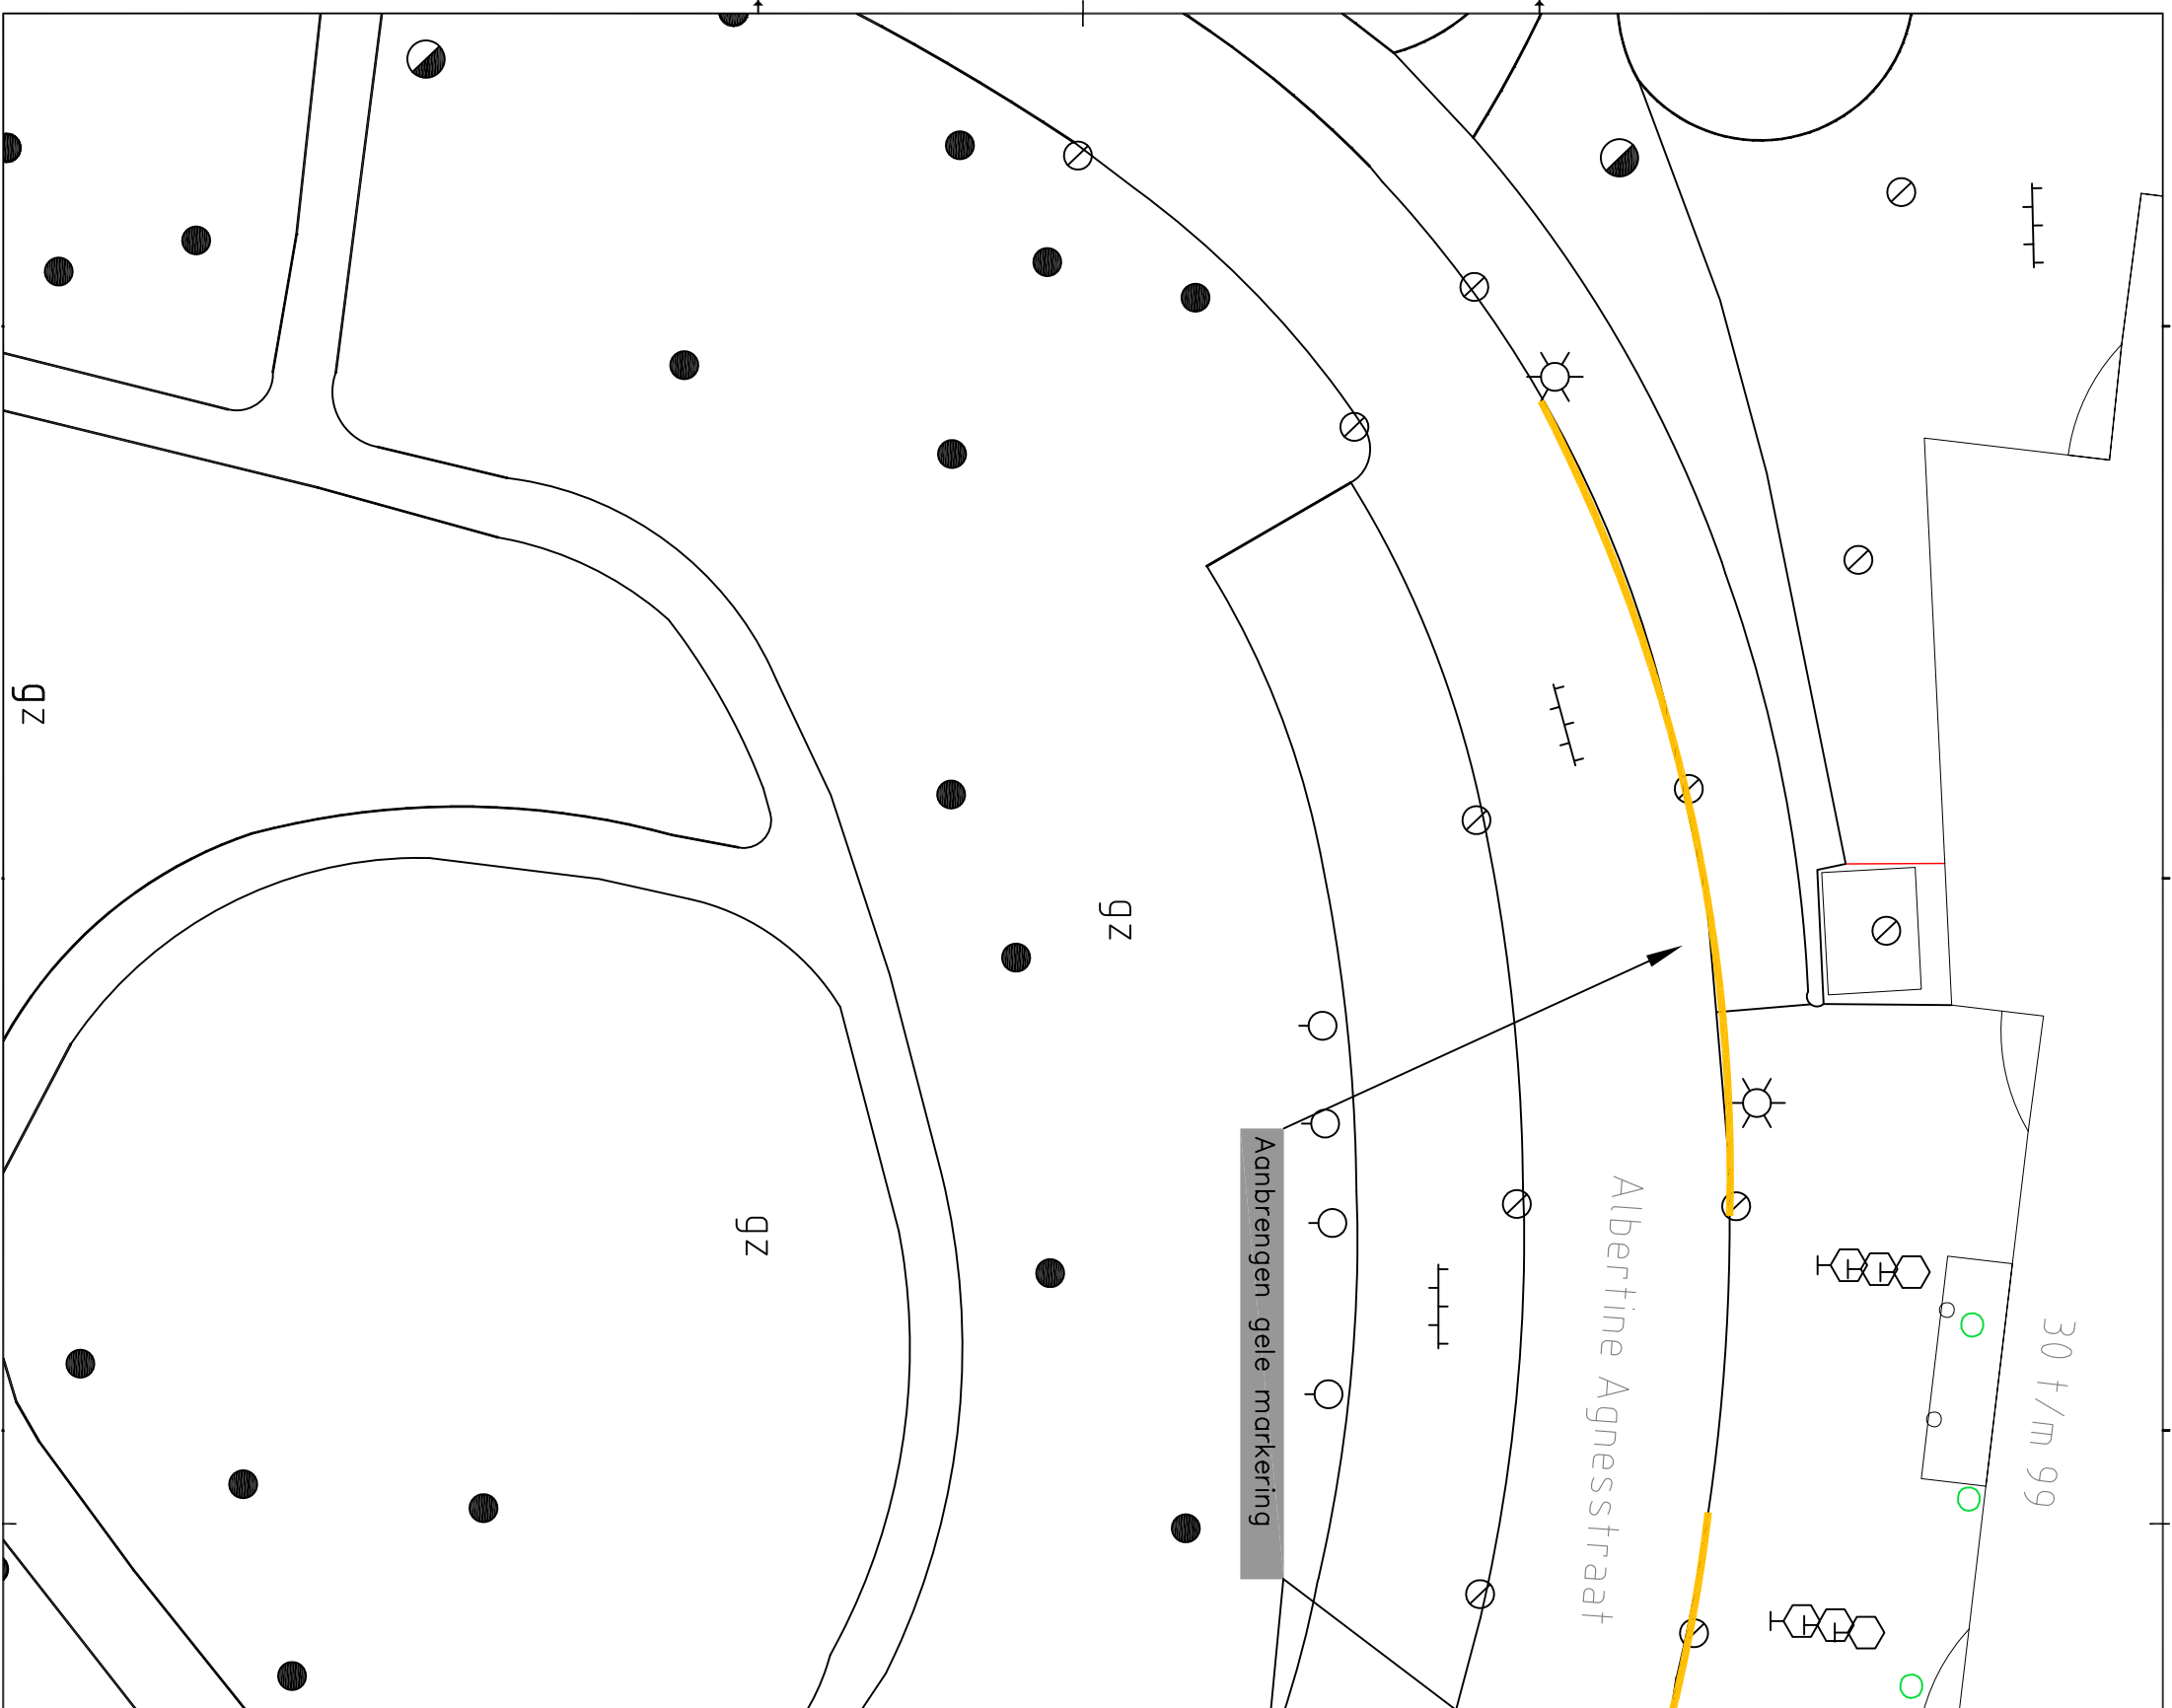 gz
gz
gz
Aanbrengen gele markering
Albertine Agnesstraat
30 t/m 99